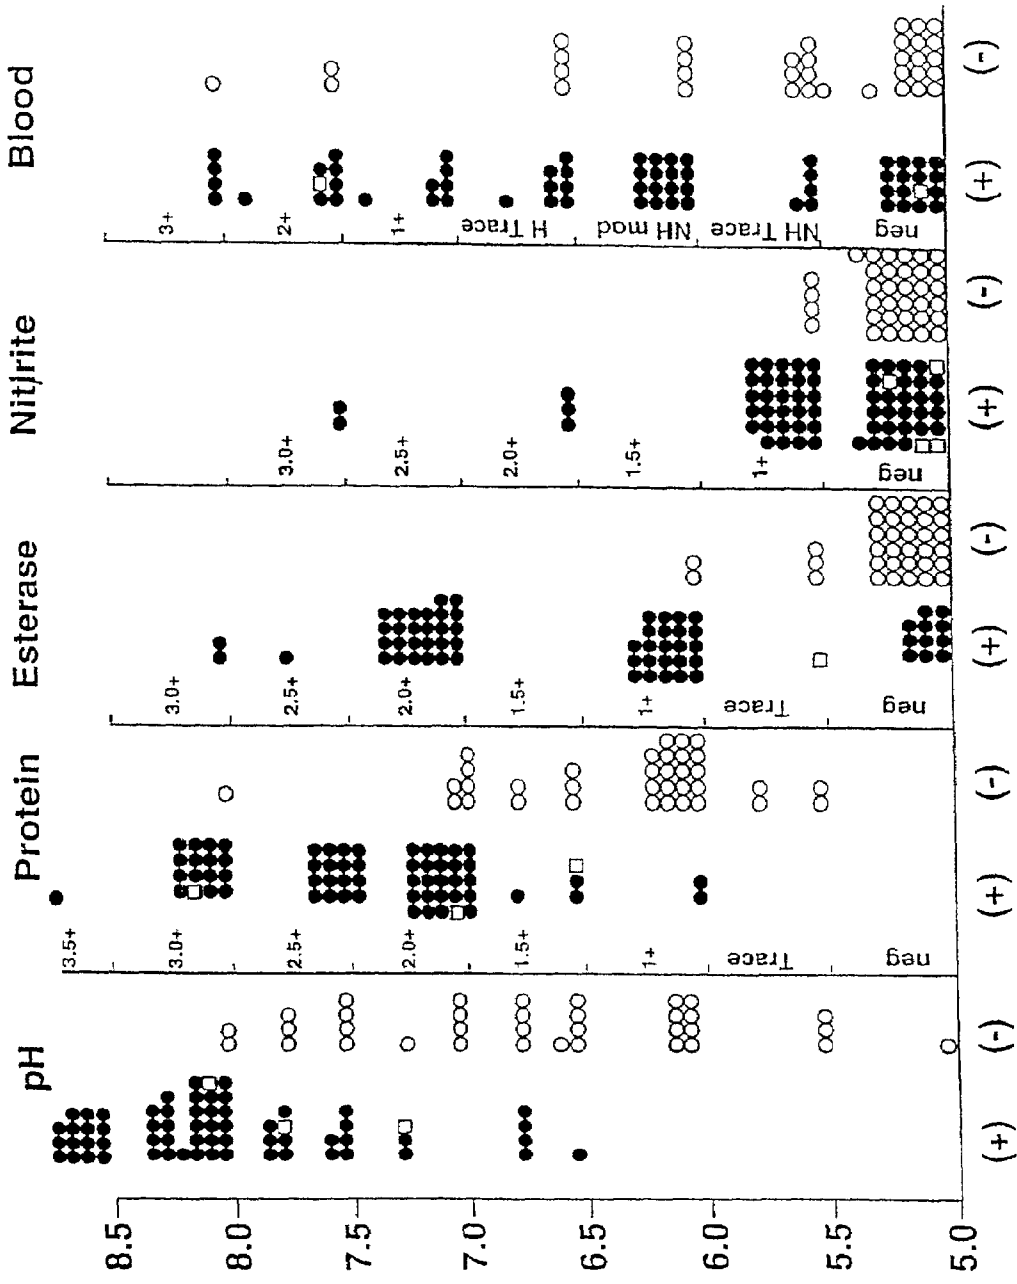 pH
Protein
Esterase
Nitrite
Blood
8.5
8.0
7.5
7.0
6.5
6.5
6.0
5.5
5.0
3.5+
3.0+
2.5+
2.0+
1.5+
1+
Trace
neg
3.0+
2.5+
2.0+
1.5+
1+
Trace
neg
3.0+
2.5+
2.0+
1.5+
1+
neg
3+
2+
1+
H Trace
NH mod
NH Trace
neg
(+)
(-)
(+)
(-)
(+)
(-)
(+)
(-)
(+)
(-)